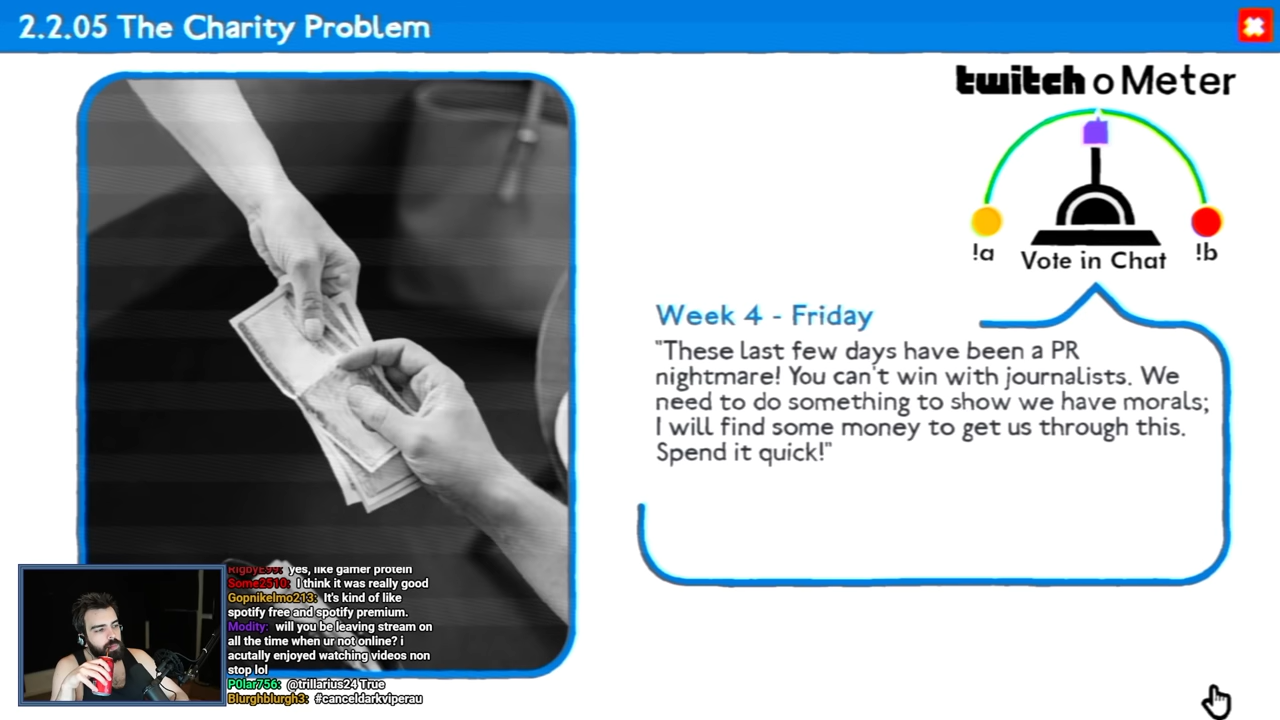 2.2.05 The Charity Problem
twitch o Meter
!a
Vote in Chat
!b
Week 4 - Friday
"These last few days have been a PR
nightmare! You can't win with journalists. We
need to do something to show we have morals;
I will find some money to get us through this.
Spend it quick!"
RigbyE99: yes, like gamer protein
Some2510: I think it was really good
Gopnikelmo213: It's kind of like
spotify free and spotify premium.
Modity: will you be leaving stream on
all the time when ur not online? i
acutally enjoyed watching videos non
stop lol
P0lar756: @trillarius24 True
Blurghblurgh3: #canceldarkviperau